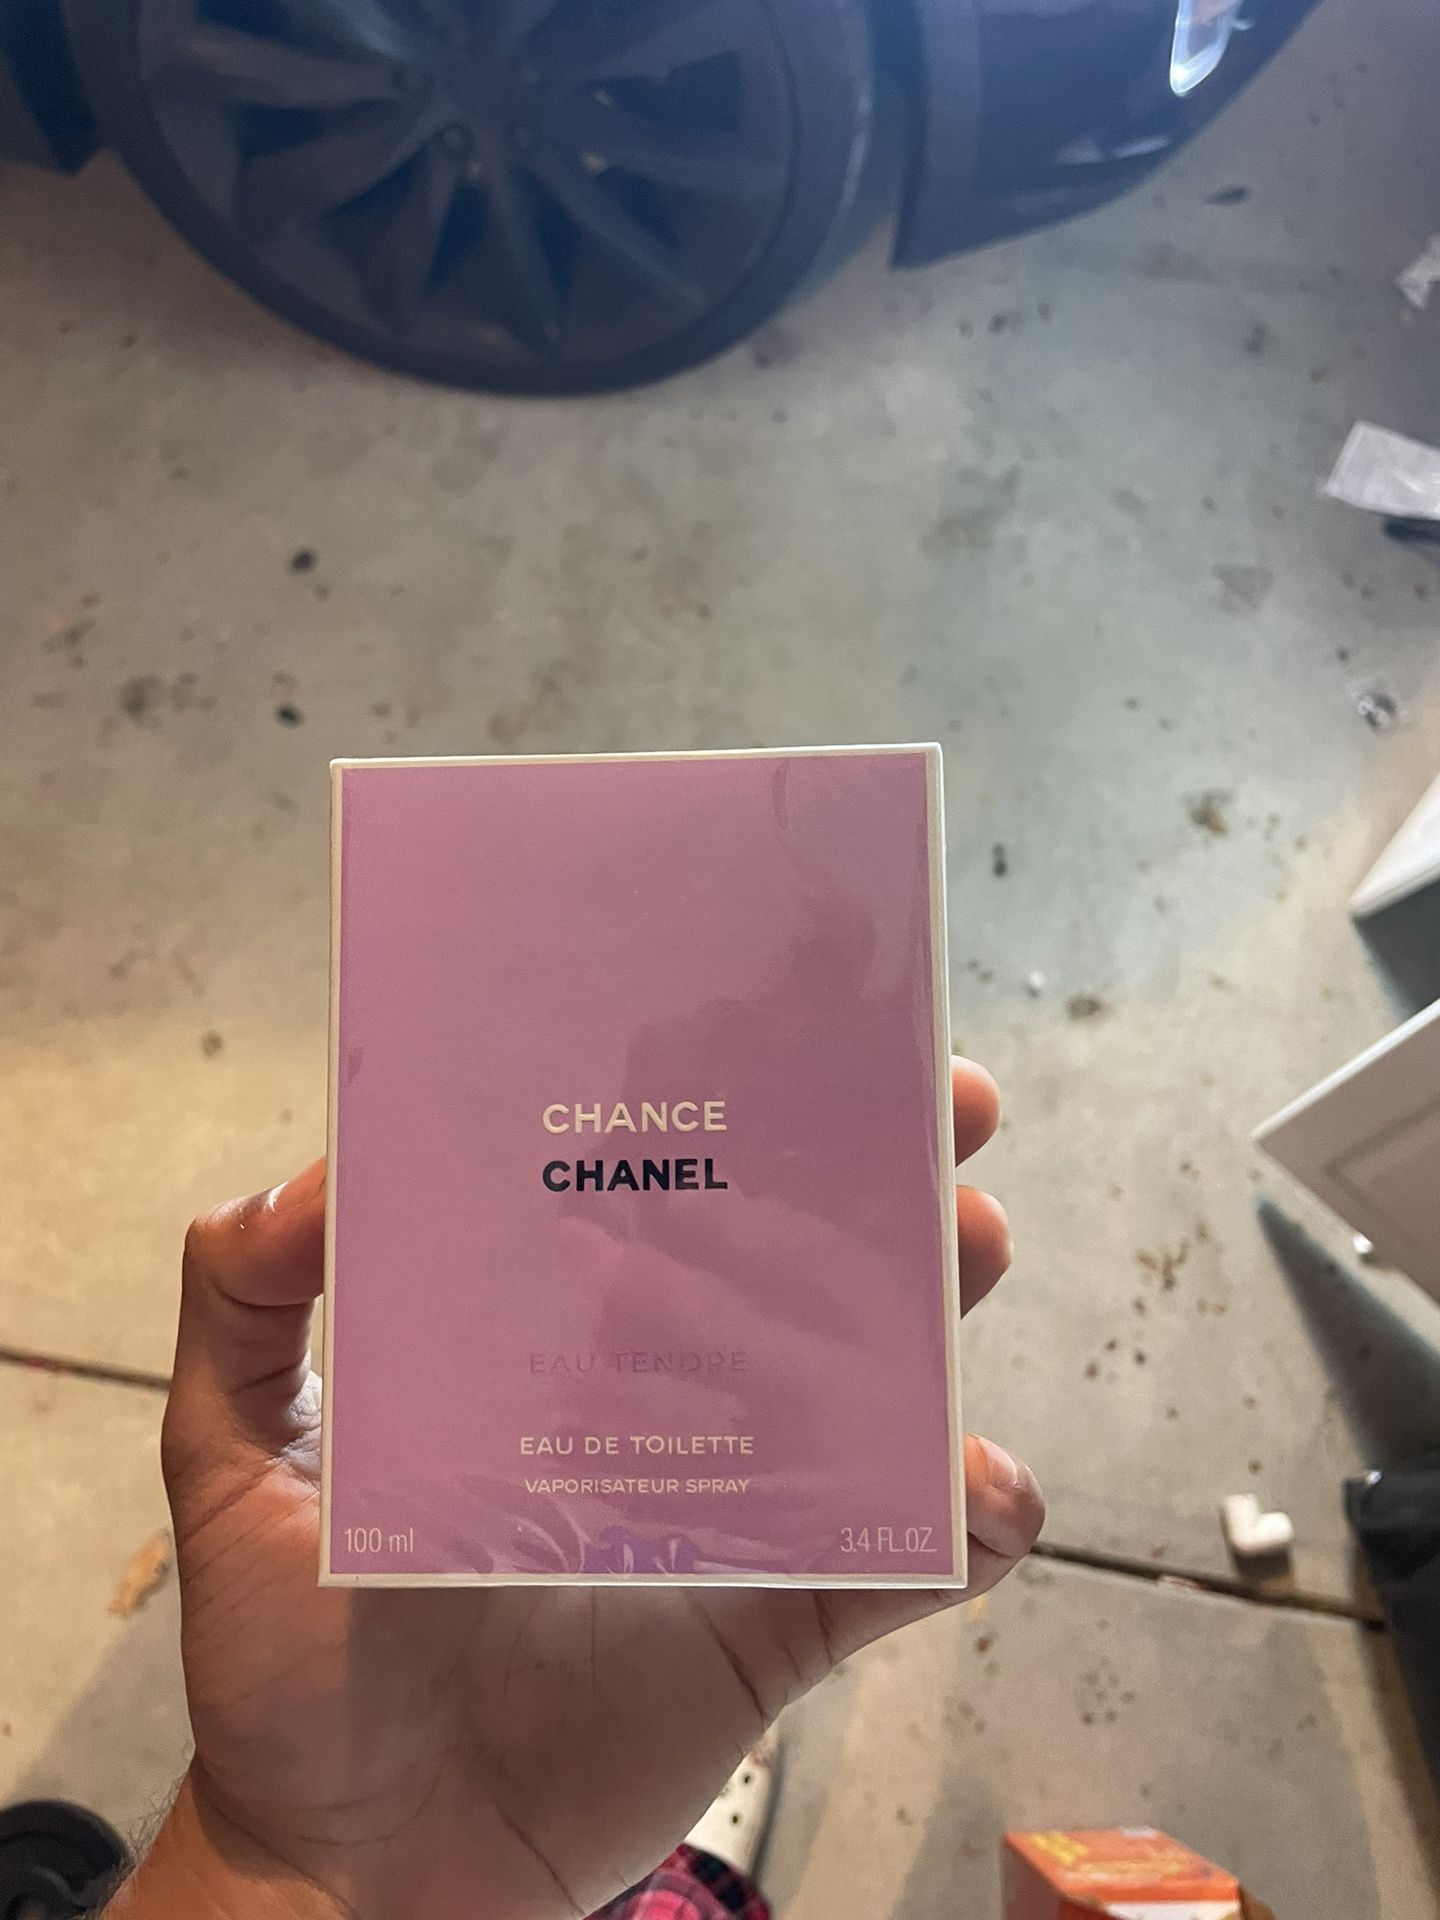 CHANCE
CHANEL
EAU TENDRE
EAU DE TOILETTE
VAPORISATEUR SPRAY
100 ml
3.4 FL.OZ